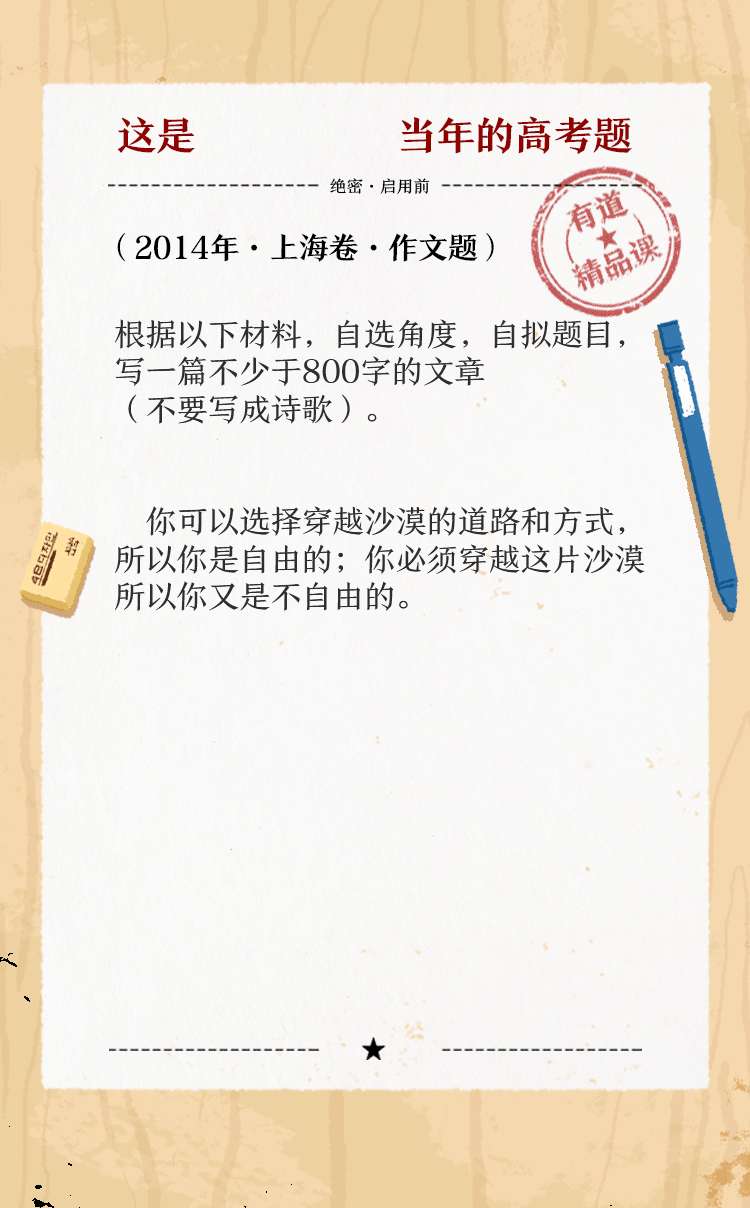 这是 当年的高考题
绝密·启用前
有道
精品课
（2014年·上海卷·作文题）
根据以下材料，自选角度，自拟题目，
写一篇不少于800字的文章
（不要写成诗歌）。
你可以选择穿越沙漠的道路和方式，
所以你是自由的；你必须穿越这片沙漠
所以你又是不自由的。